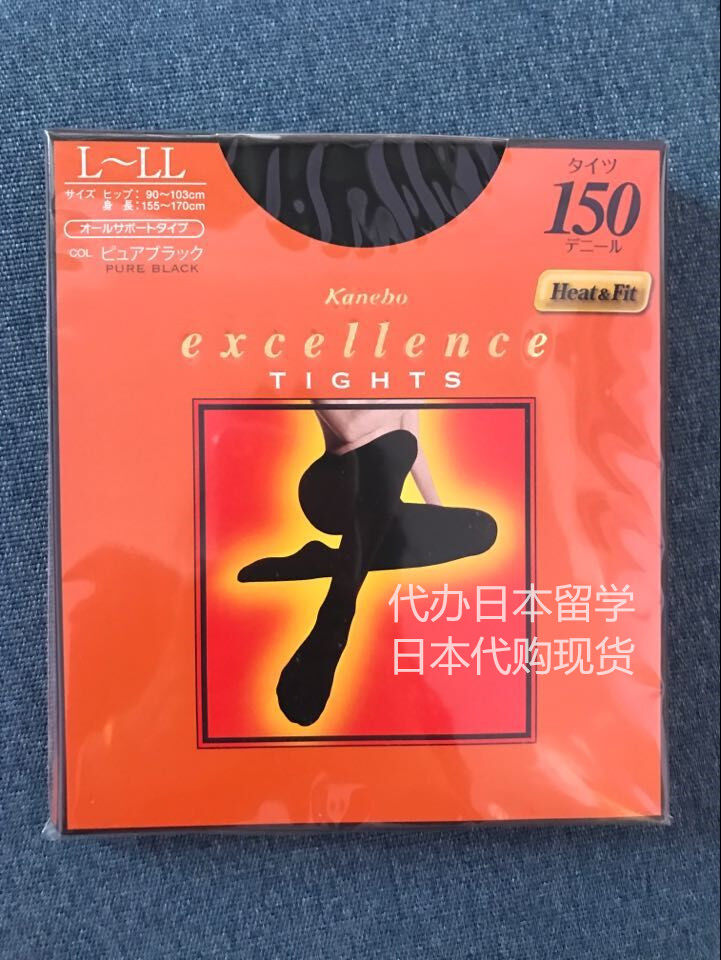 L～LL
サイズ ヒップ：90～103cm
身 長：155～170cm
オールサポートタイプ
COL ピュアブラック
PURE BLACK
タイツ
150
デニール
Heat & Fit
Kanebo
excellence
TIGHTS
代办日本留学
日本代购现货